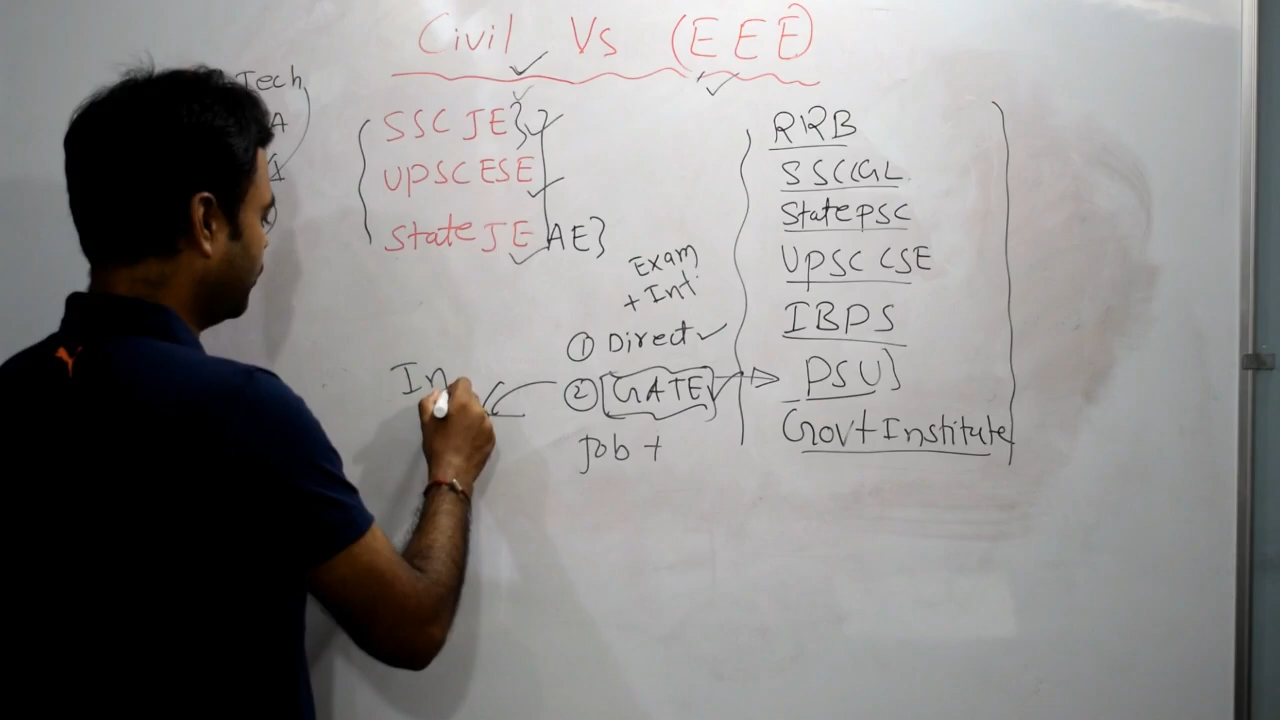 Civil Vs (EEE)
Tech
A
SSC JE}
UPSC ESE
State JE AE}
RRB
SSC CGL
State PSC
UPSC CSE
IBPS
PSU}
Govt Institute
Exam
+ Int
① Direct
② GATE
Job +
In